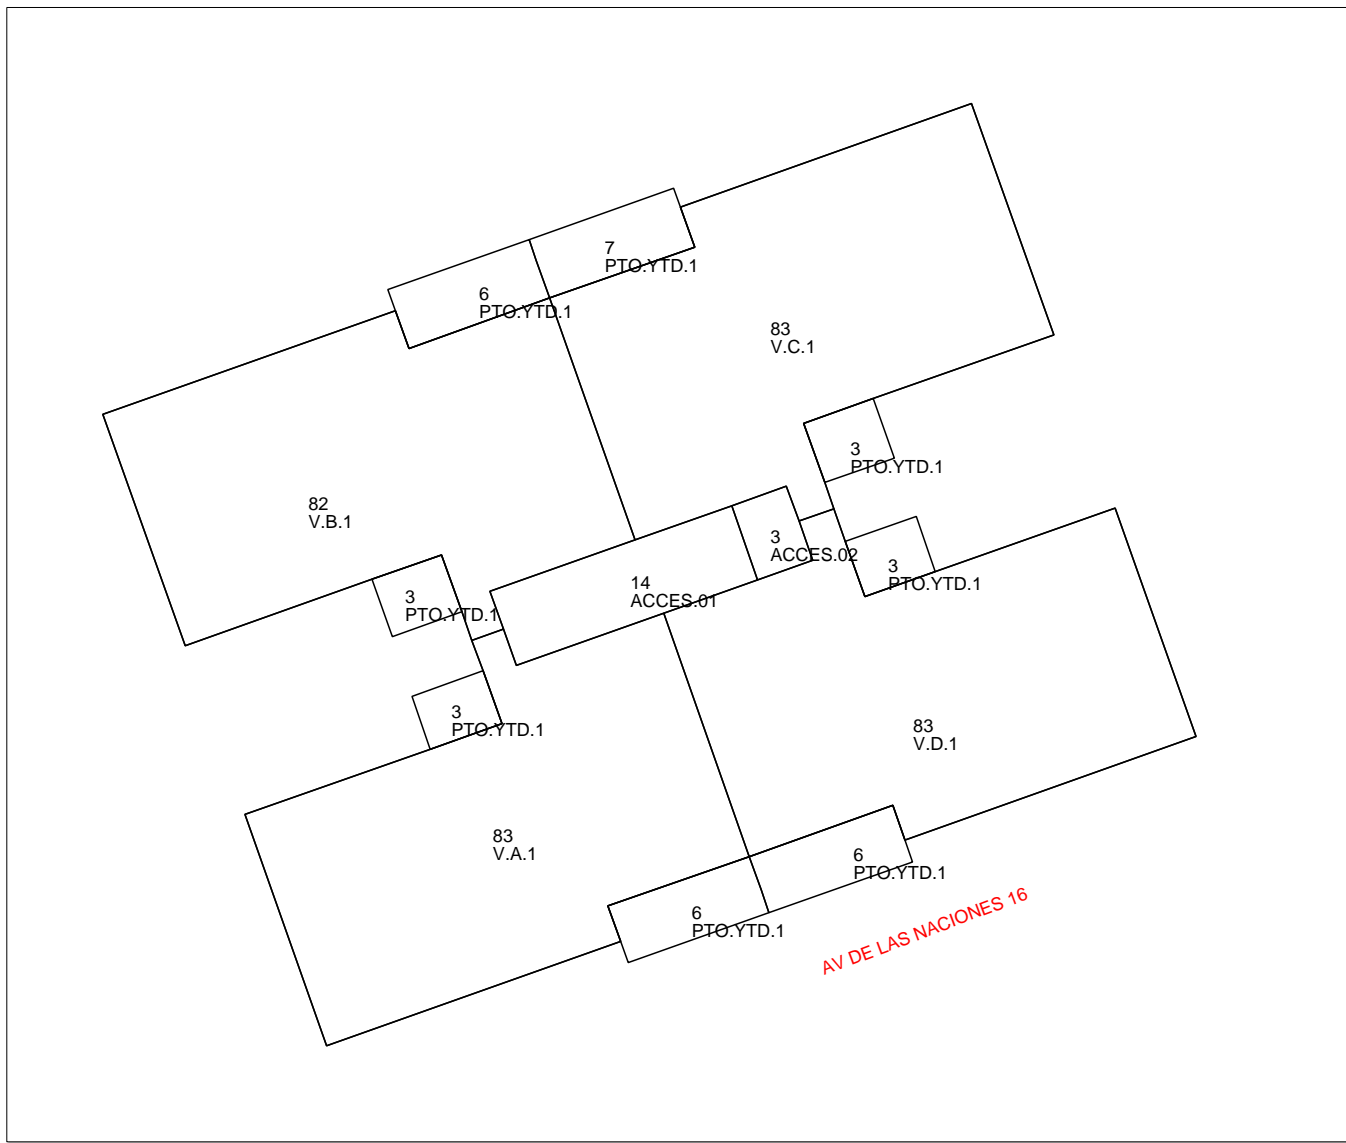 7
PTO.YTD.1
6
PTO.YTD.1
83
V.C.1
3
PTO.YTD.1
82
V.B.1
3
ACCES.02
3
PTO.YTD.1
14
ACCES.01
3
PTO.YTD.1
3
PTO.YTD.1
83
V.D.1
83
V.A.1
6
PTO.YTD.1
6
PTO.YTD.1
AV DE LAS NACIONES 16